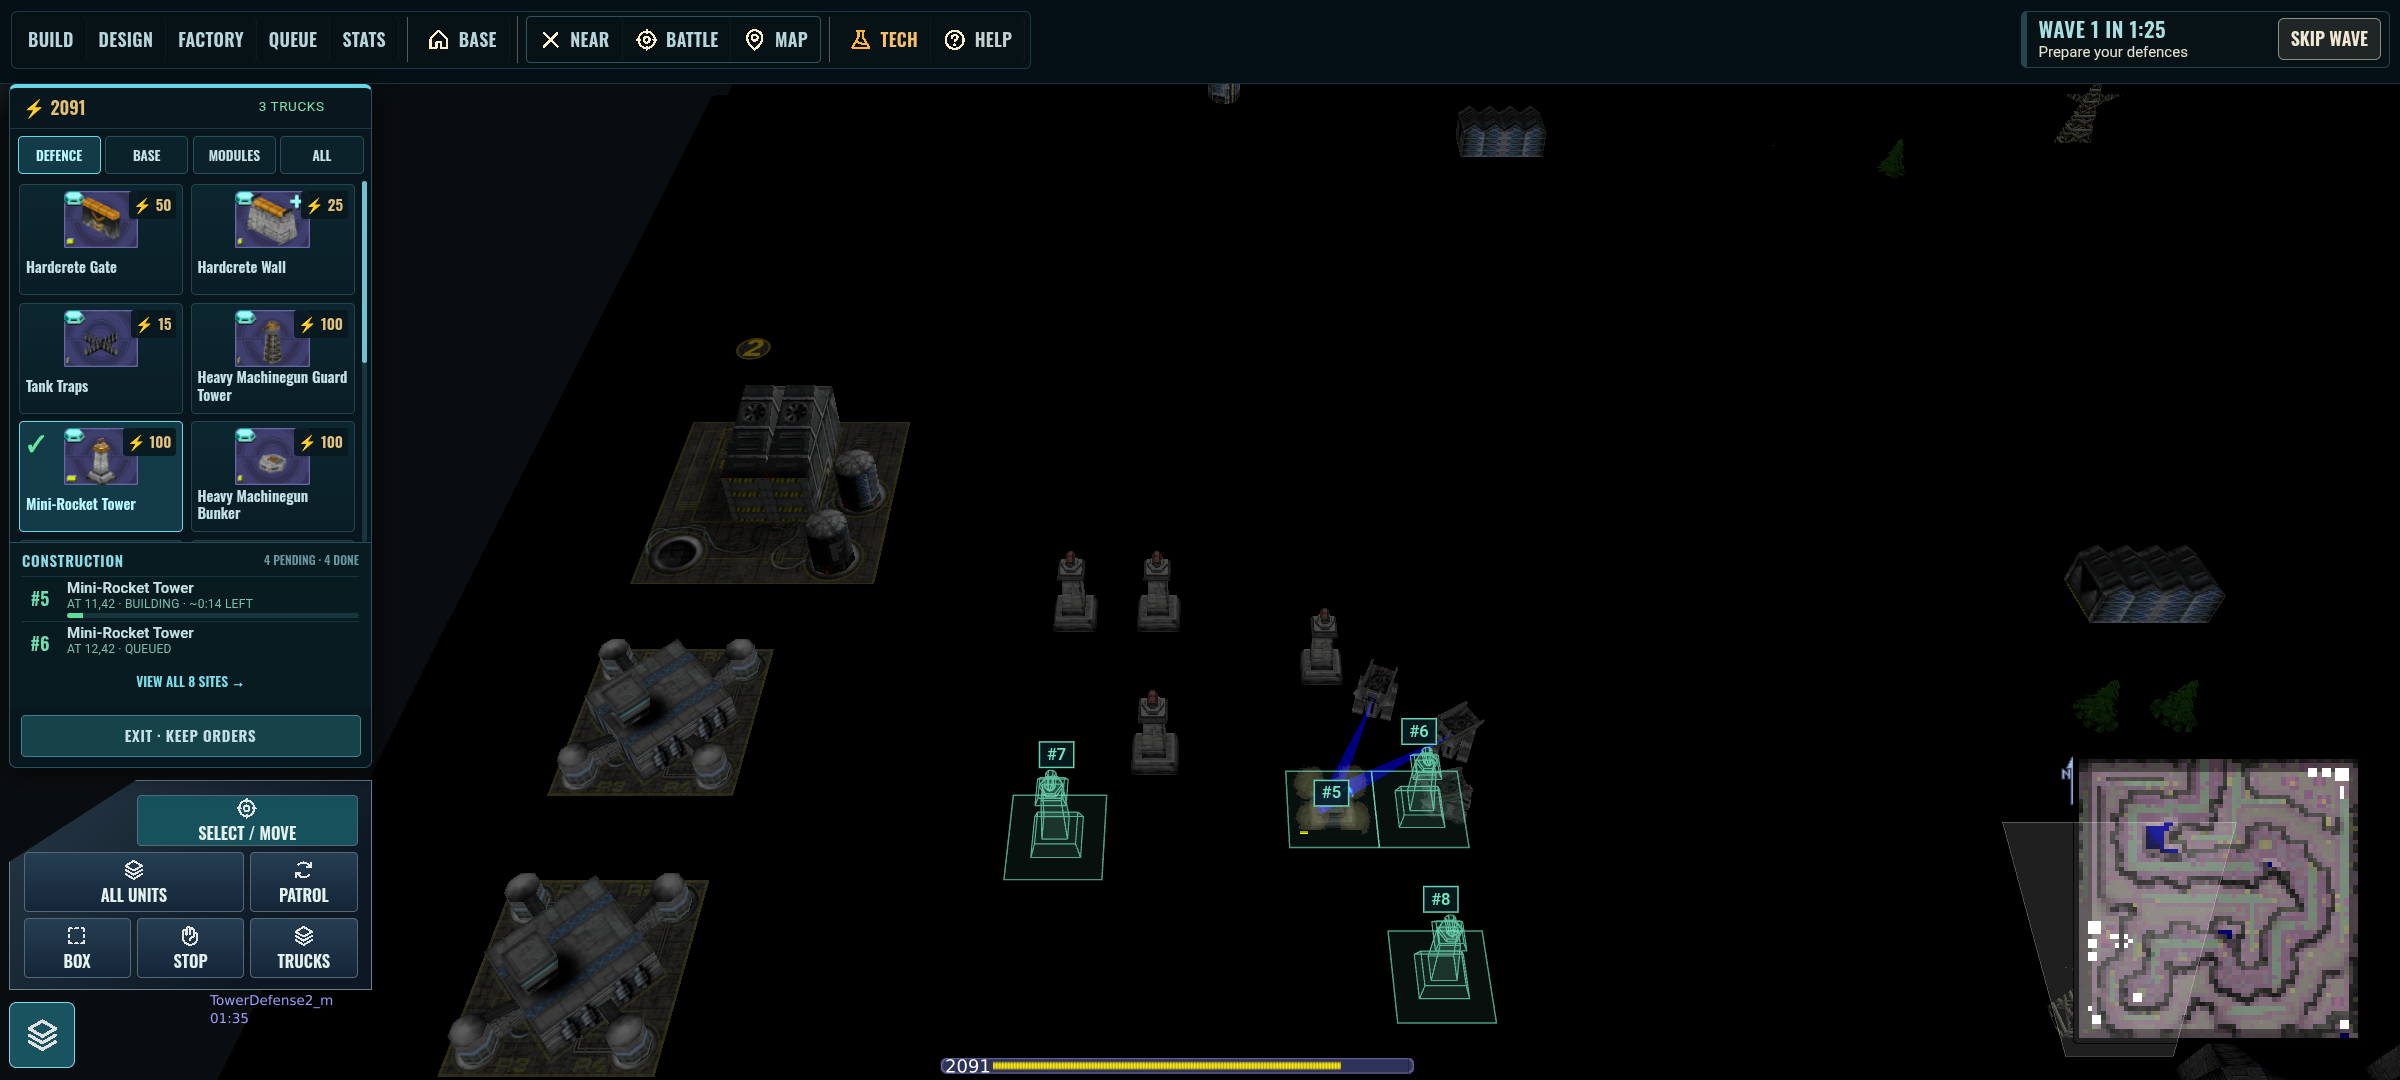 BUILD DESIGN FACTORY QUEUE STATS BASE NEAR BATTLE MAP TECH HELP
WAVE 1 IN 1:25
Prepare your defences
SKIP WAVE
2091
3 TRUCKS
DEFENCE BASE MODULES ALL
50
Hardcrete Gate
25
Hardcrete Wall
15
Tank Traps
100
Heavy Machinegun Guard
Tower
100
Mini-Rocket Tower
100
Heavy Machinegun
Bunker
CONSTRUCTION
4 PENDING · 4 DONE
#5
Mini-Rocket Tower
AT 11,42 · BUILDING · ~0:14 LEFT
#6
Mini-Rocket Tower
AT 12,42 · QUEUED
VIEW ALL 8 SITES →
EXIT · KEEP ORDERS
SELECT / MOVE
ALL UNITS
PATROL
BOX
STOP
TRUCKS
TowerDefense2_m
01:35
2
#6
#7
#5
#8
N
2091